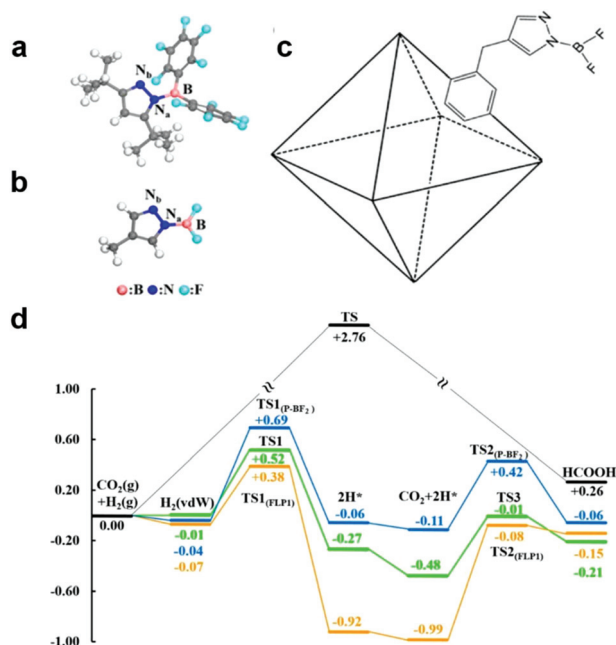 a
N_b
B
N_a
b
N_b
N_a
B
:B :N :F
c
N
N
B
F
F
d
TS
+2.76
1.00
0.60
0.20
-0.20
-0.60
-1.00
CO₂(g)
+H₂(g)
0.00
H₂(vdW)
-0.01
-0.04
-0.07
TS1(P-BF₂)
+0.69
TS1
+0.52
+0.38
TS1(FLP1)
2H*
-0.06
-0.27
-0.92
CO₂+2H*
-0.11
-0.48
-0.99
TS2(P-BF₂)
+0.42
TS3
-0.01
-0.08
TS2(FLP1)
HCOOH
+0.26
-0.06
-0.15
-0.21